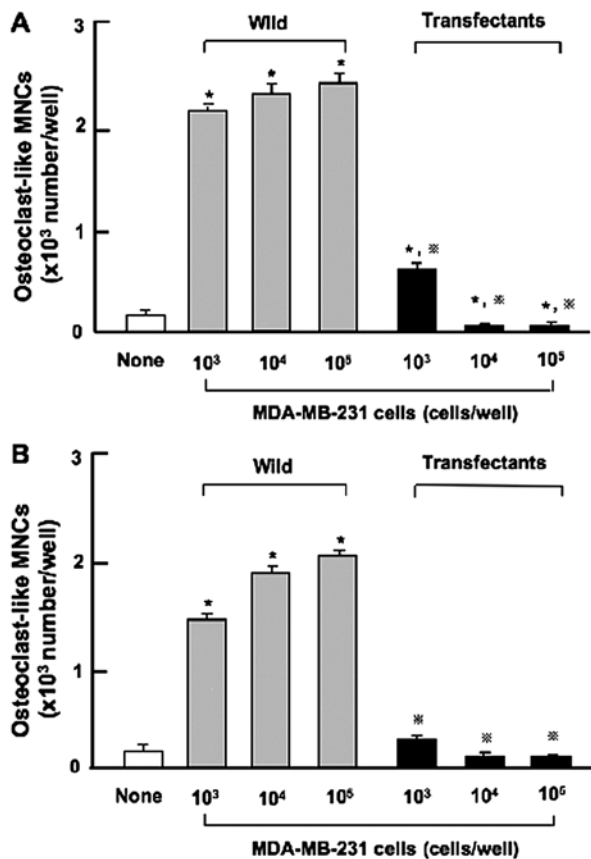 A
Wild Transfectants
Osteoclast-like MNCs
(x10³ number/well)
3
2
1
0
*
*
*
*, ※
*, ※
*, ※
None 10³ 10⁴ 10⁵ 10³ 10⁴ 10⁵
MDA-MB-231 cells (cells/well)
B
Wild Transfectants
Osteoclast-like MNCs
(x10³ number/well)
3
2
1
0
*
*
*
※
※
※
None 10³ 10⁴ 10⁵ 10³ 10⁴ 10⁵
MDA-MB-231 cells (cells/well)